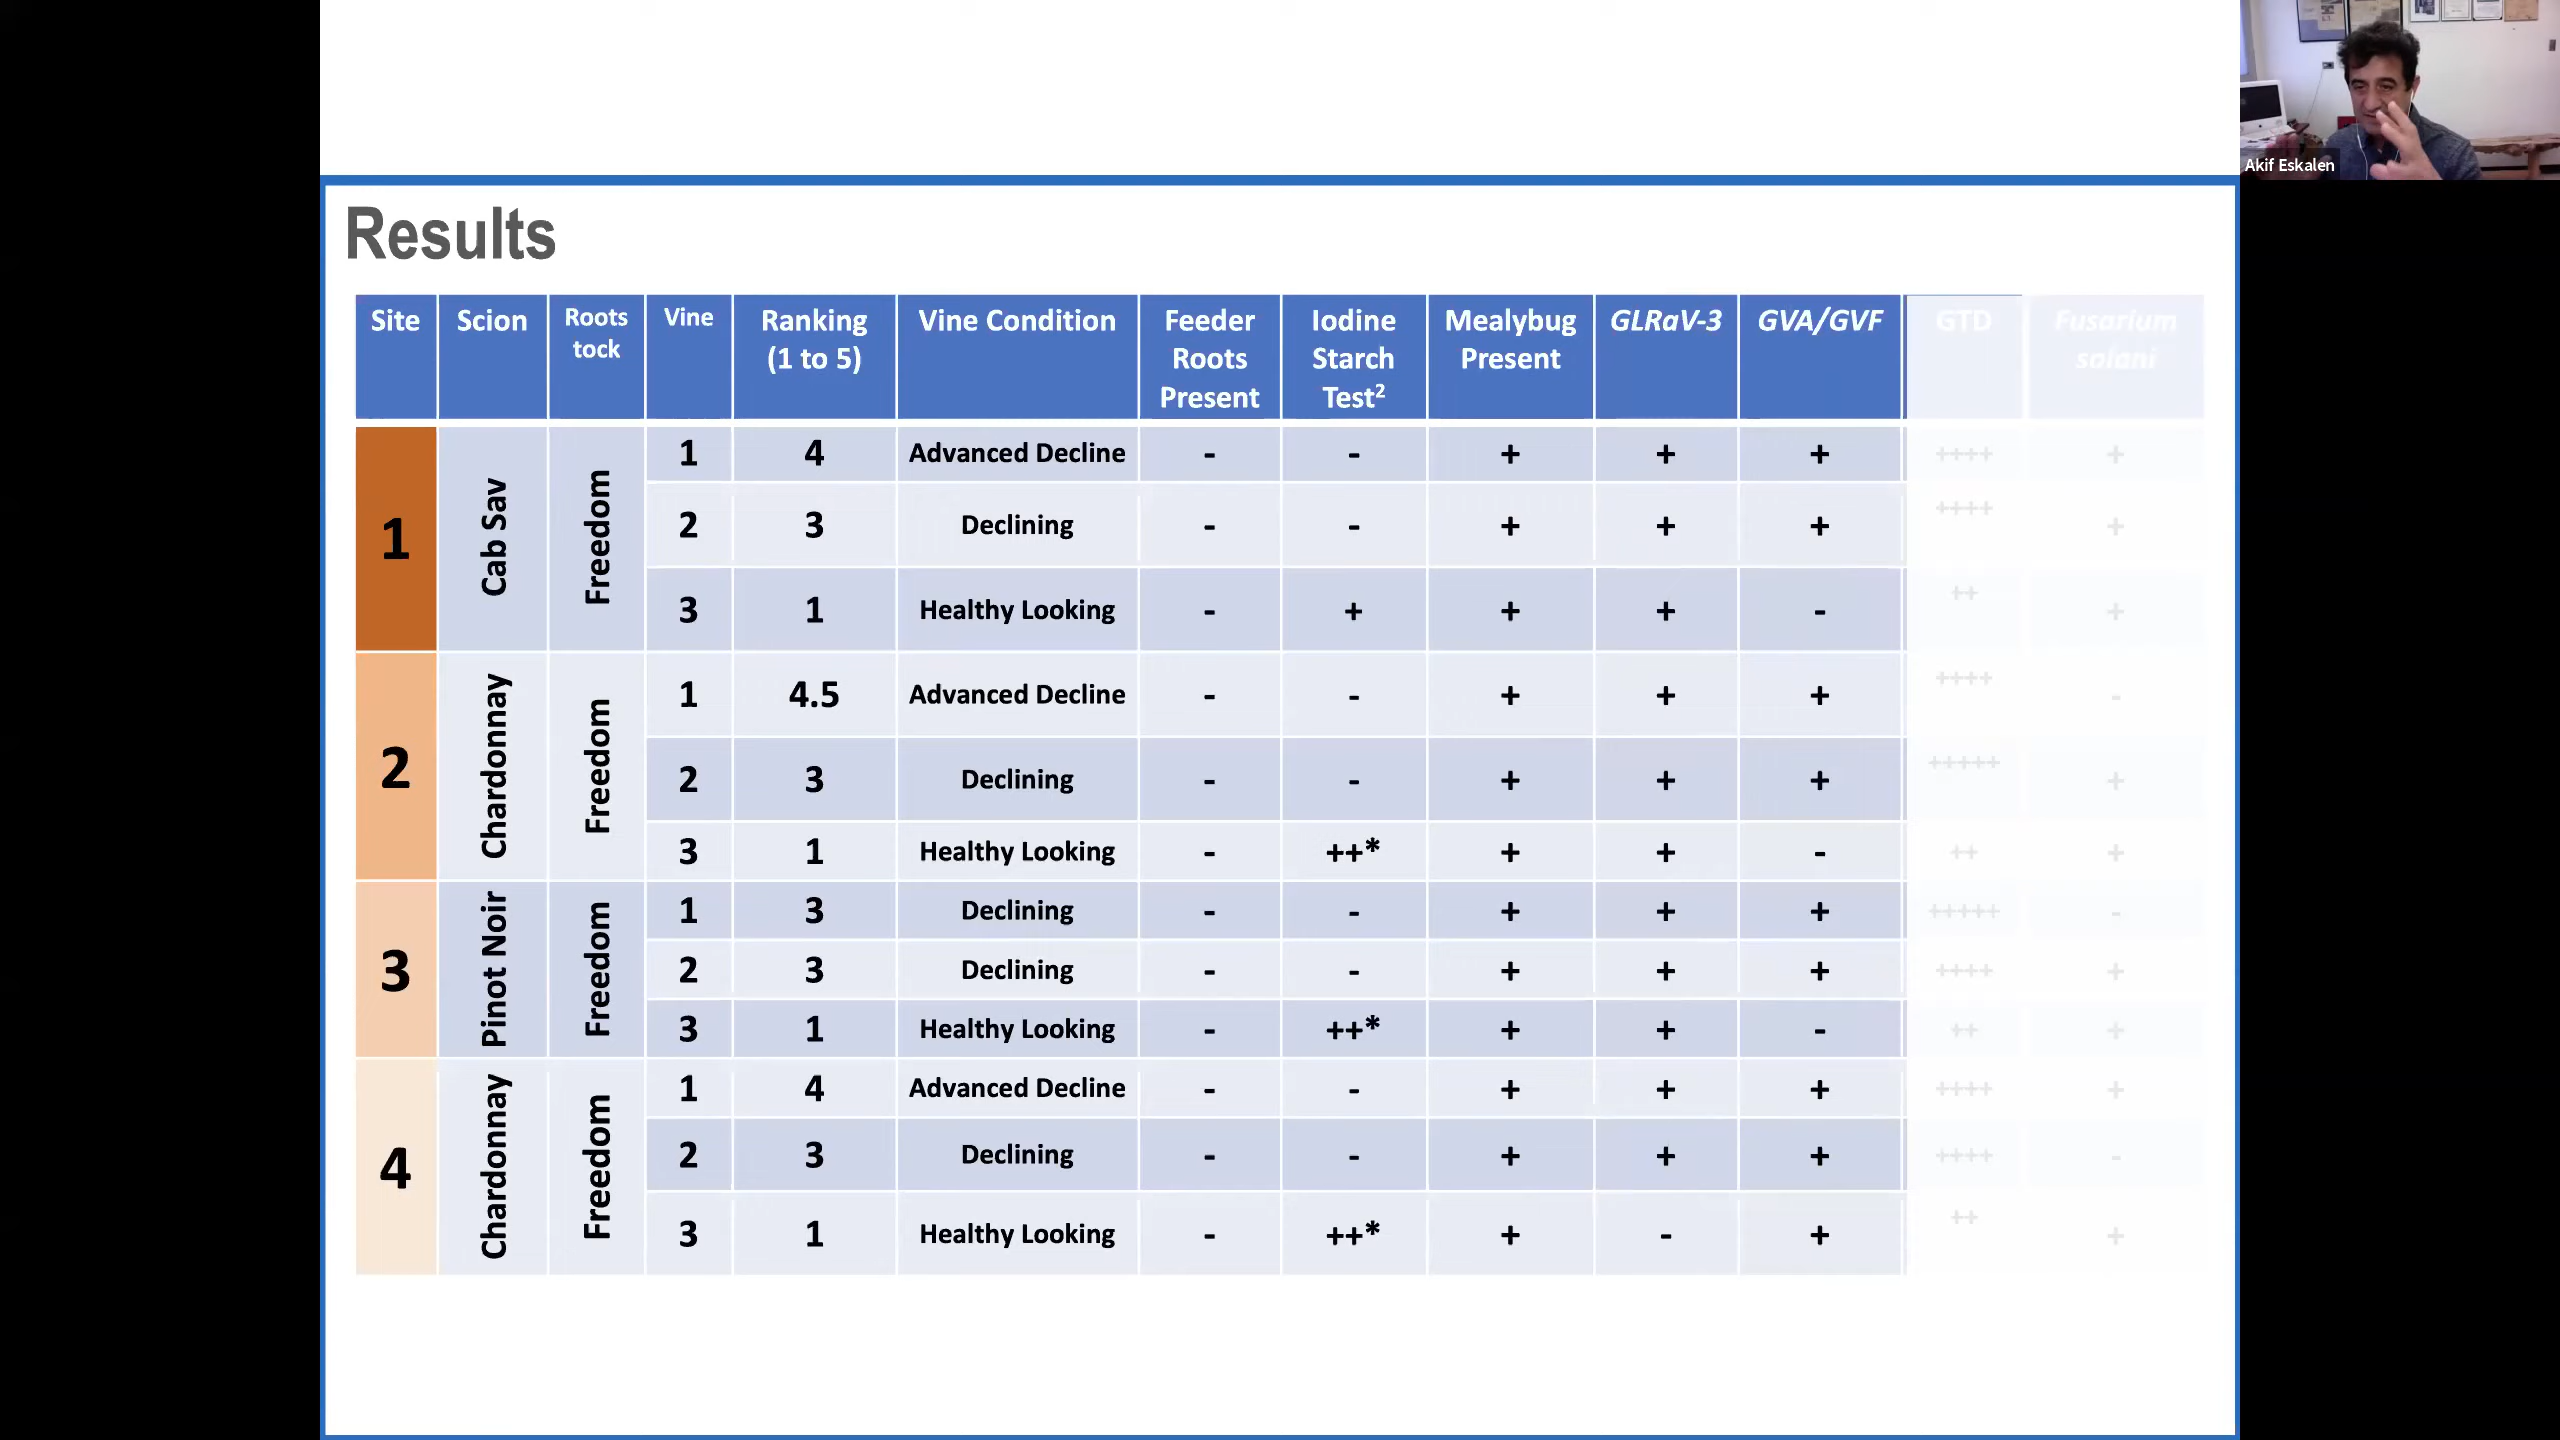 Akif Eskalen
Results
Site Scion Roots tock Vine Ranking (1 to 5) Vine Condition Feeder Roots Present Iodine Starch Test² Mealybug Present GLRaV-3 GVA/GVF GTD Fusarium solani
1 Cab Sav Freedom 1 4 Advanced Decline - - + + + ++++ +
2 3 Declining - - + + + ++++ +
3 1 Healthy Looking - + + + - ++ +
2 Chardonnay Freedom 1 4.5 Advanced Decline - - + + + ++++ -
2 3 Declining - - + + + +++++ +
3 1 Healthy Looking - ++* + + - ++ +
3 Pinot Noir Freedom 1 3 Declining - - + + + +++++ -
2 3 Declining - - + + + ++++ +
3 1 Healthy Looking - ++* + + - ++ +
4 Chardonnay Freedom 1 4 Advanced Decline - - + + + ++++ +
2 3 Declining - - + + + ++++ -
3 1 Healthy Looking - ++* + - + ++ +